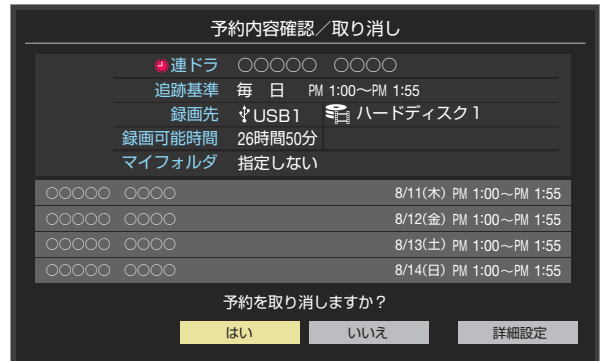 予約内容確認／取り消し
連ドラ ○○○○○ ○○○○
追跡基準 毎 日 PM 1:00～PM 1:55
録画先 USB1 ハードディスク1
録画可能時間 26時間50分
マイフォルダ 指定しない
○○○○○ ○○○○ 8/11(木) PM 1:00～PM 1:55
○○○○○ ○○○○ 8/12(金) PM 1:00～PM 1:55
○○○○○ ○○○○ 8/13(土) PM 1:00～PM 1:55
○○○○○ ○○○○ 8/14(日) PM 1:00～PM 1:55
予約を取り消しますか？
はい いいえ 詳細設定